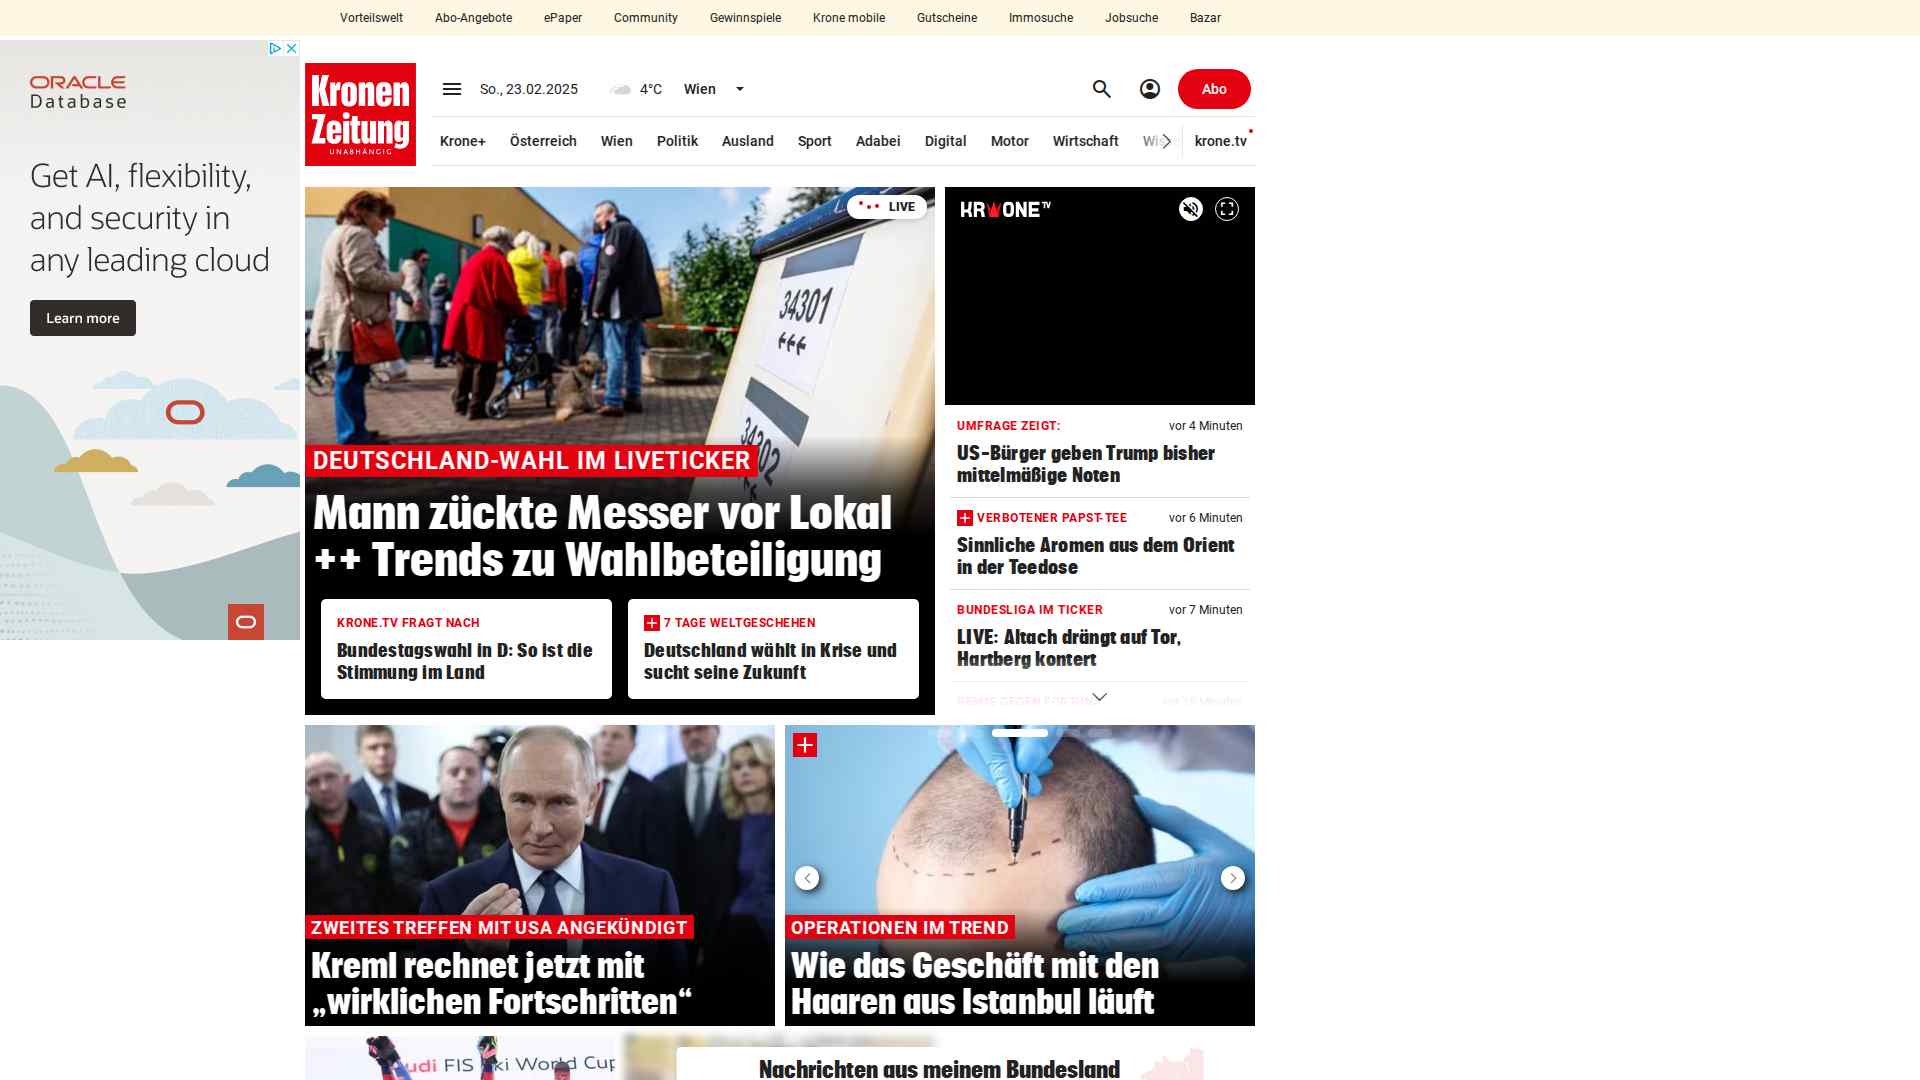 Vorteilswelt Abo-Angebote ePaper Community Gewinnspiele Krone mobile Gutscheine Immosuche Jobsuche Bazar
ORACLE
Database
Get AI, flexibility,
and security in
any leading cloud
Learn more
Kronen
Zeitung
UNABHÄNGIG
So., 23.02.2025 4°C Wien Abo
Krone+ Österreich Wien Politik Ausland Sport Adabei Digital Motor Wirtschaft krone.tv
LIVE
34301
34302
DEUTSCHLAND-WAHL IM LIVETICKER
Mann zückte Messer vor Lokal
++ Trends zu Wahlbeteiligung
KRONE.TV FRAGT NACH
Bundestagswahl in D: So ist die
Stimmung im Land
7 TAGE WELTGESCHEHEN
Deutschland wählt in Krise und
sucht seine Zukunft
KRONE TV
UMFRAGE ZEIGT: vor 4 Minuten
US-Bürger geben Trump bisher
mittelmäßige Noten
VERBOTENER PAPST-TEE vor 6 Minuten
Sinnliche Aromen aus dem Orient
in der Teedose
BUNDESLIGA IM TICKER vor 7 Minuten
LIVE: Altach drängt auf Tor,
Hartberg kontert
ZWEITES TREFFEN MIT USA ANGEKÜNDIGT
Kreml rechnet jetzt mit
„wirklichen Fortschritten“
OPERATIONEN IM TREND
Wie das Geschäft mit den
Haaren aus Istanbul läuft
FIS Ski World Cup
Nachrichten aus meinem Bundesland